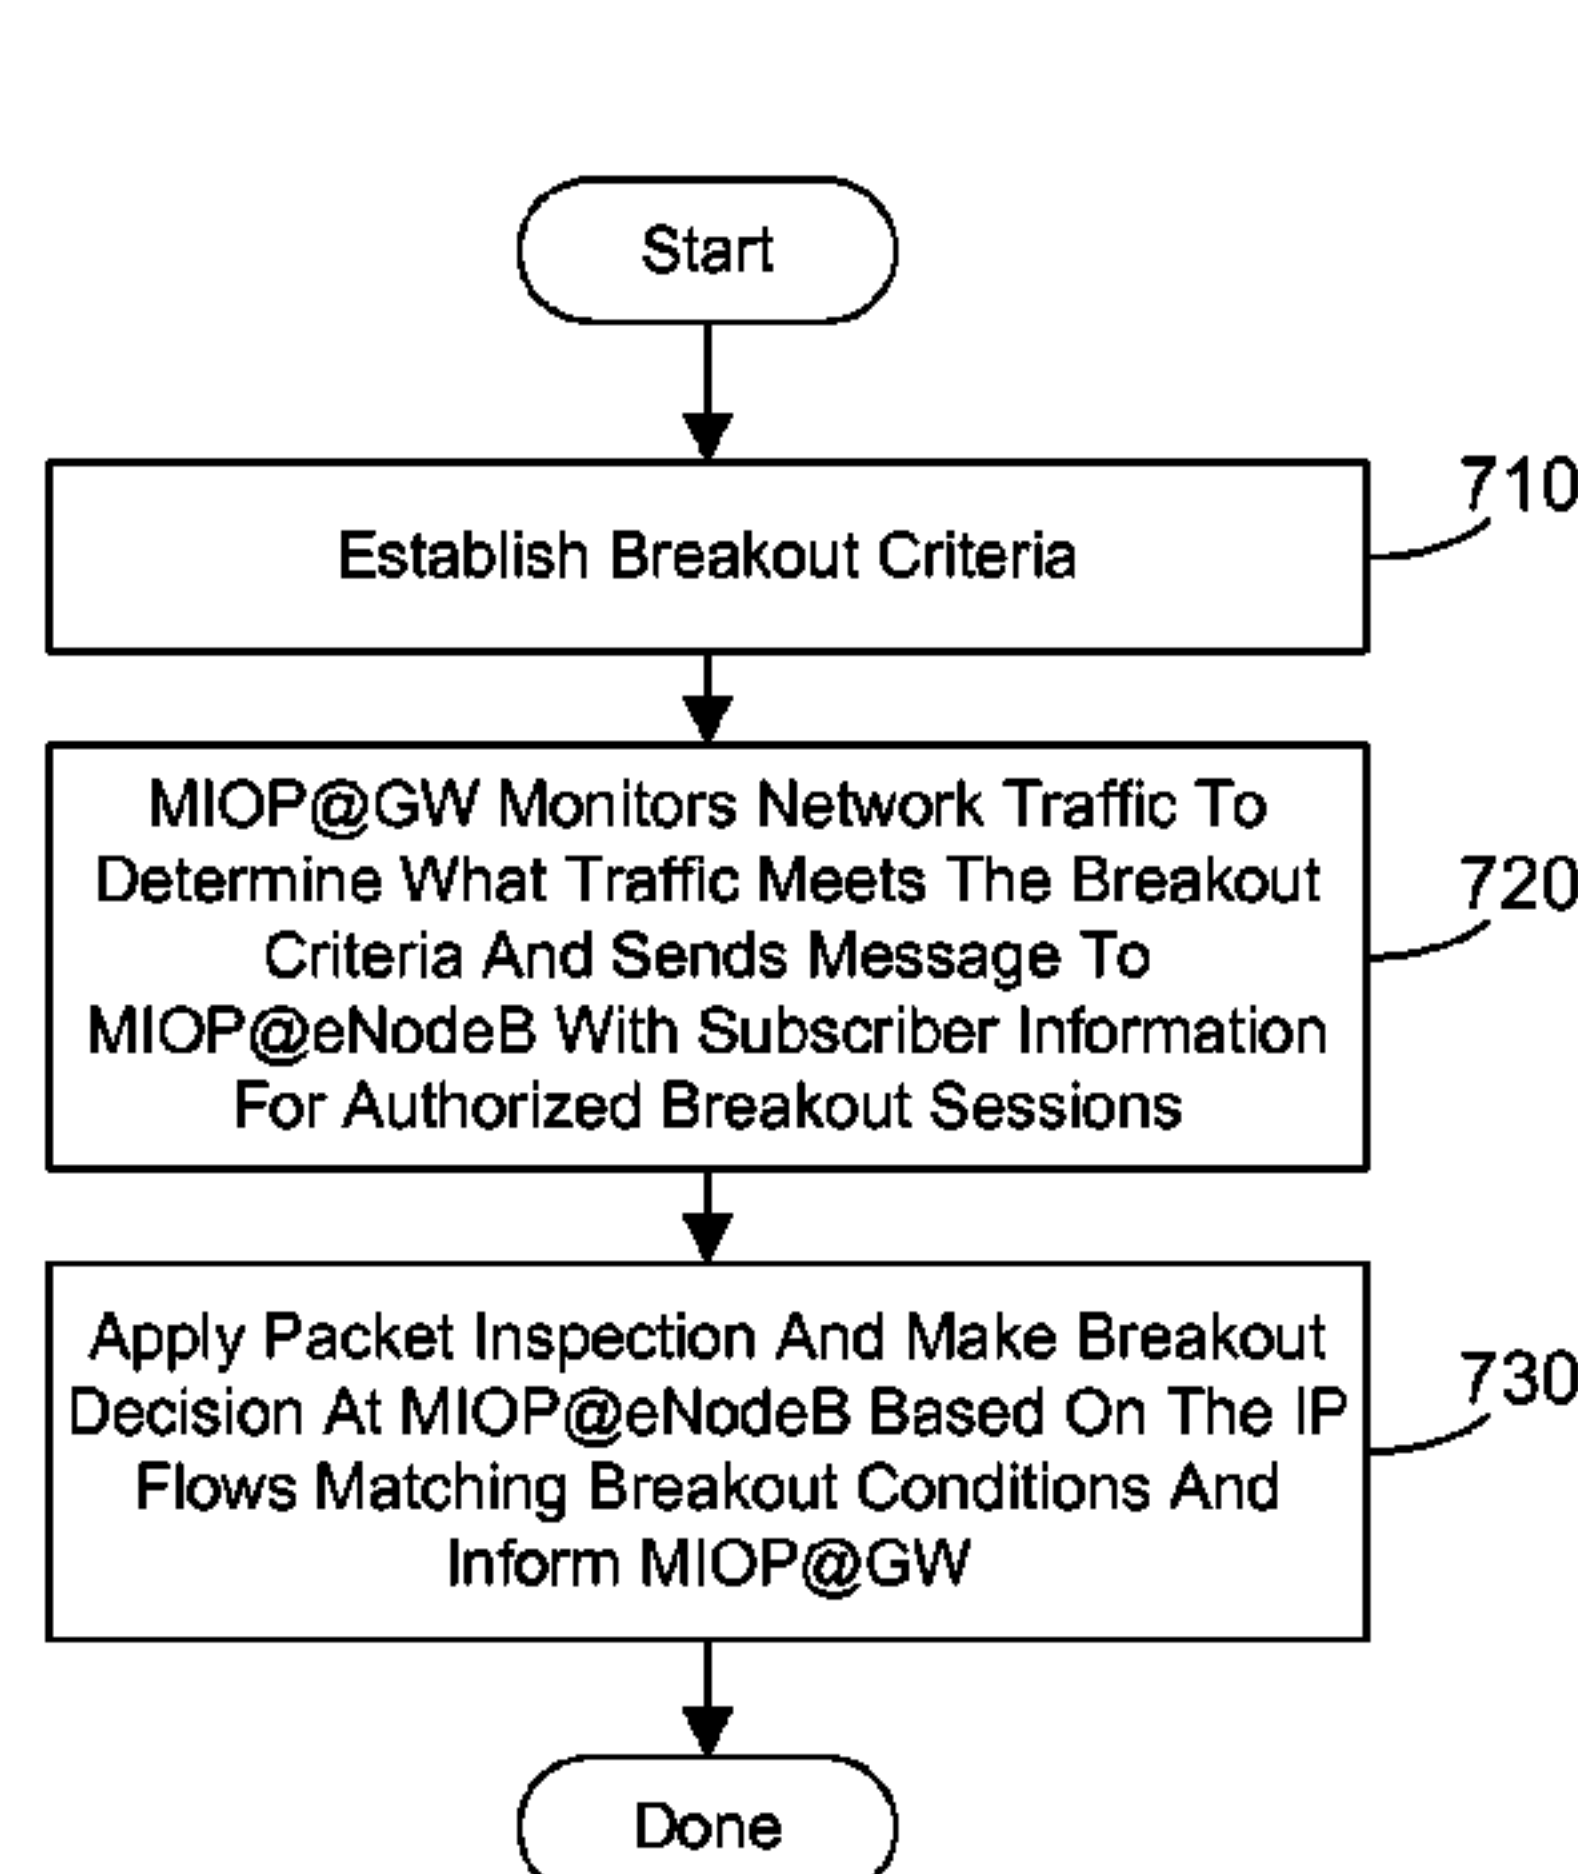 Start
710
Establish Breakout Criteria
MIOP@GW Monitors Network Traffic To
Determine What Traffic Meets The Breakout
Criteria And Sends Message To
MIOP@eNodeB With Subscriber Information
For Authorized Breakout Sessions
720
Apply Packet Inspection And Make Breakout
Decision At MIOP@eNodeB Based On The IP
Flows Matching Breakout Conditions And
Inform MIOP@GW
730
Done